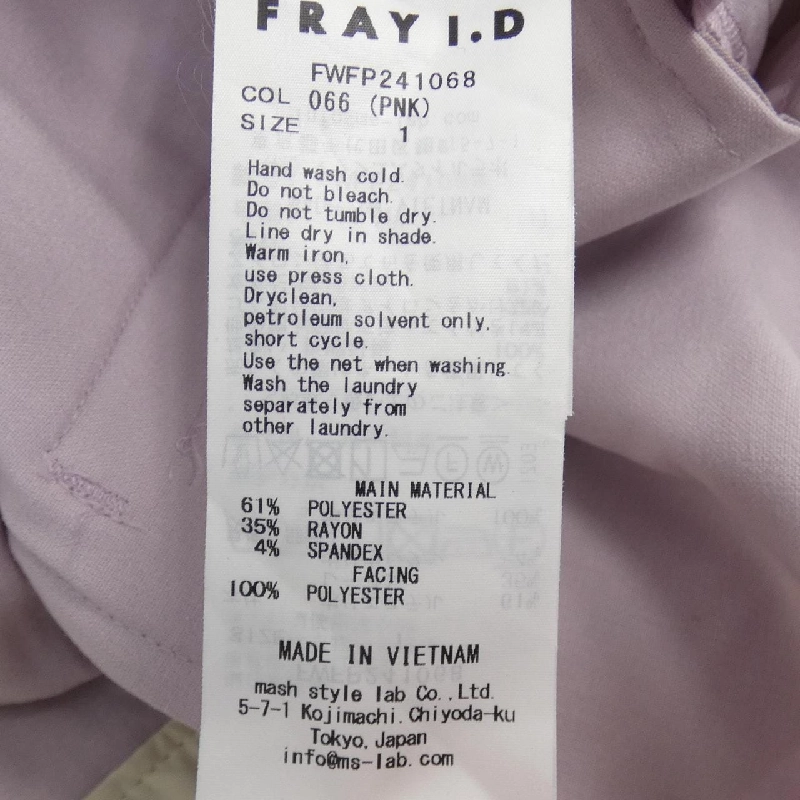 FRAY I.D
FWFP241068
COL 066 (PNK)
SIZE 1
Hand wash cold.
Do not bleach.
Do not tumble dry.
Line dry in shade.
Warm iron,
use press cloth.
Dryclean,
petroleum solvent only,
short cycle.
Use the net when washing.
Wash the laundry
separately from
other laundry.
MAIN MATERIAL
61% POLYESTER
35% RAYON
4% SPANDEX
FACING
100% POLYESTER
MADE IN VIETNAM
mash style lab Co.,Ltd.
5-7-1 Kojimachi.Chiyoda-ku
Tokyo,Japan
info@ms-lab.com